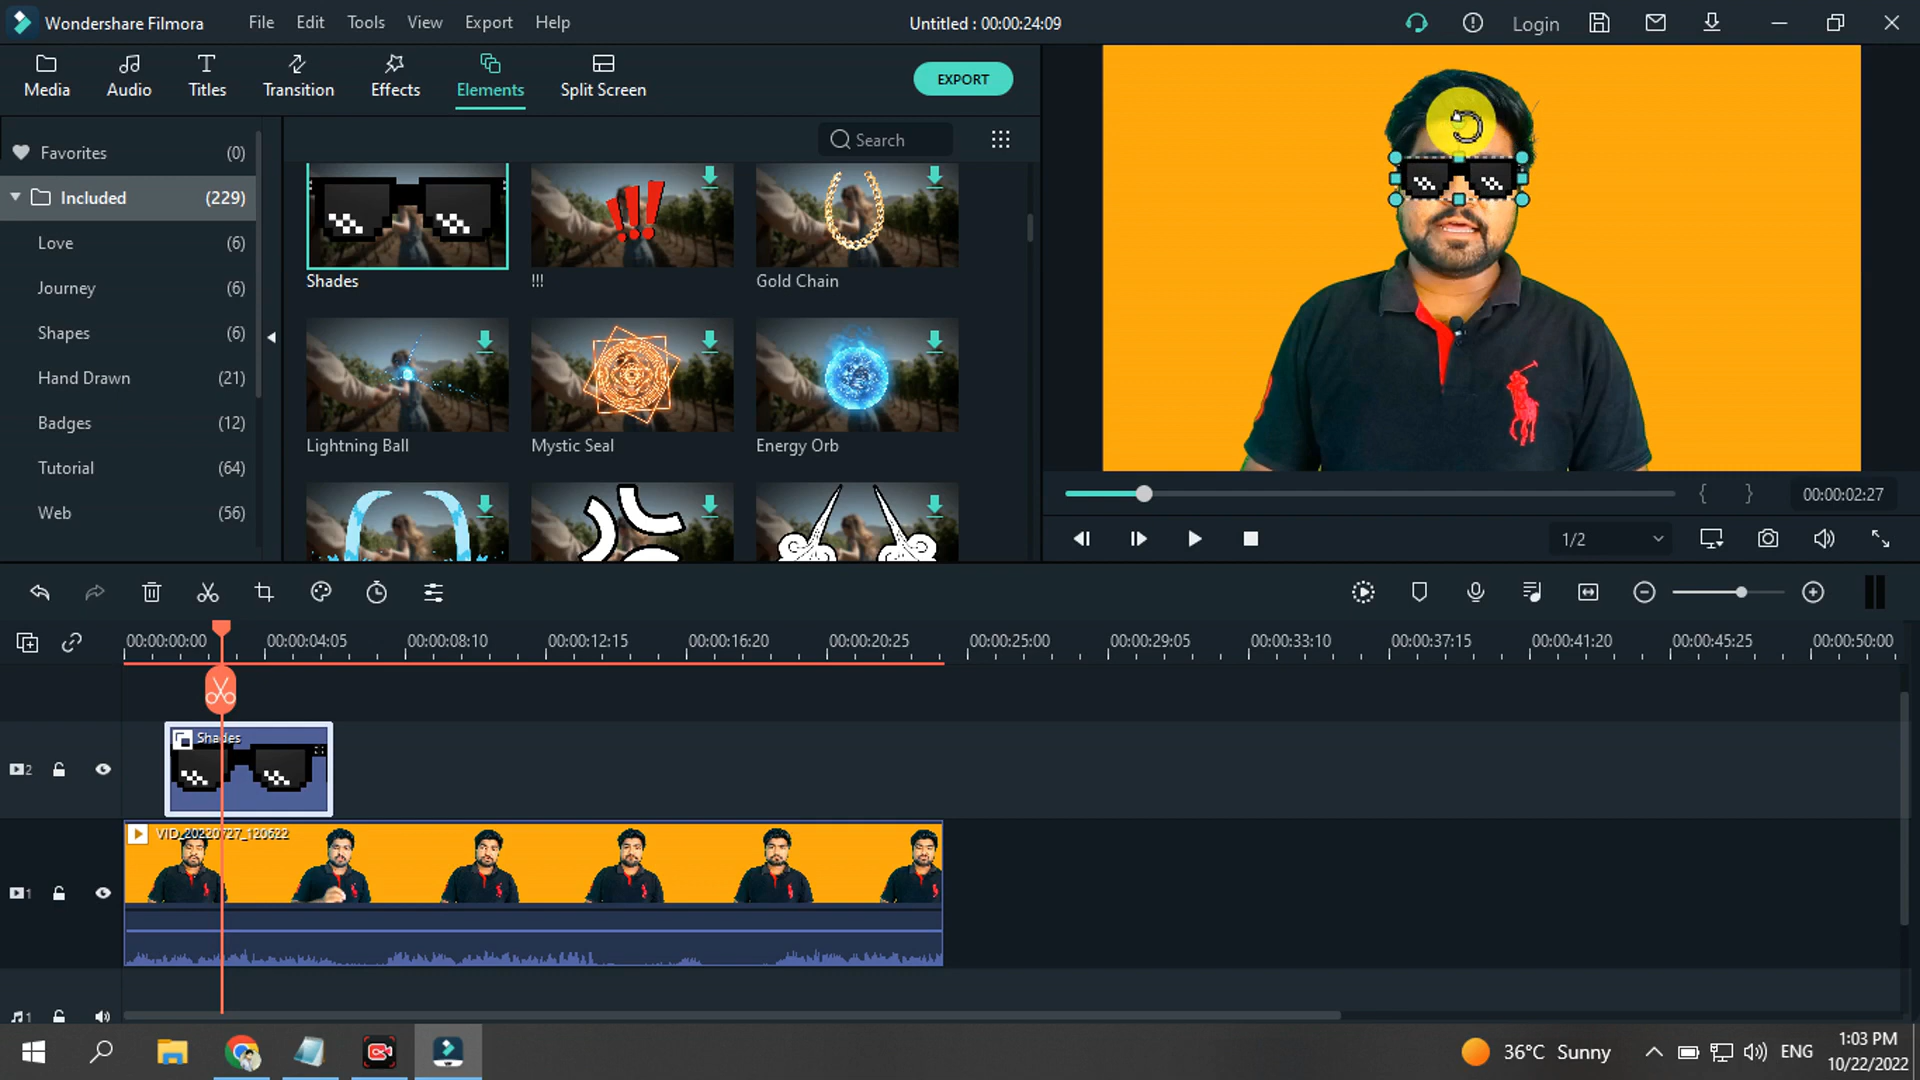 Wondershare Filmora
File Edit Tools View Export Help
Untitled : 00:00:24:09
Login
Media Audio Titles Transition Effects Elements Split Screen
EXPORT
Favorites (0)
Search
Included (229)
Love (6)
Journey (6)
Shapes (6)
Hand Drawn (21)
Badges (12)
Tutorial (64)
Web (56)
!!!
Shades !!! Gold Chain
Lightning Ball Mystic Seal Energy Orb
00:00:02:27
1/2
00:00:00:00 00:00:04:05 00:00:08:10 00:00:12:15 00:00:16:20 00:00:20:25 00:00:25:00 00:00:29:05 00:00:33:10 00:00:37:15 00:00:41:20 00:00:45:25 00:00:50:00
Shades
2
VID_20220727_120622
1
1
36°C Sunny
ENG
1:03 PM
10/22/2022